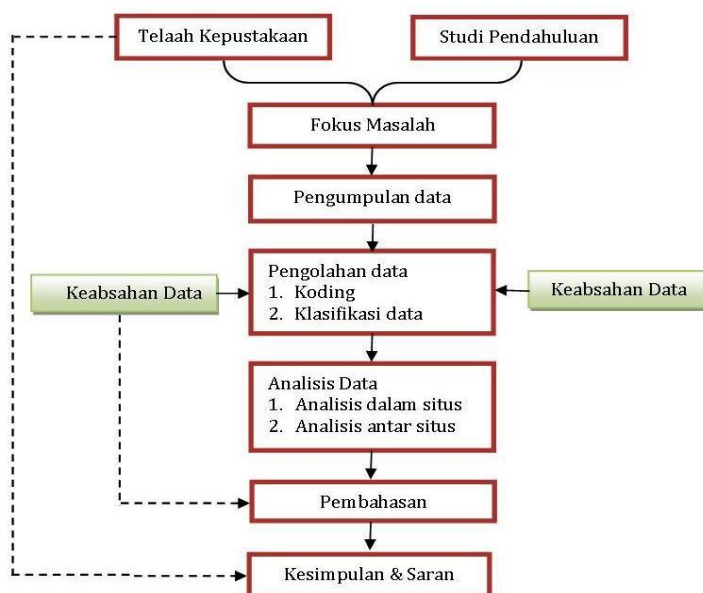 Telaah Kepustakaan
Studi Pendahuluan
Fokus Masalah
Pengumpulan data
Pengolahan data
1. Koding
2. Klasifikasi data
Keabsahan Data
Keabsahan Data
Analisis Data
1. Analisis dalam situs
2. Analisis antar situs
Pembahasan
Kesimpulan & Saran